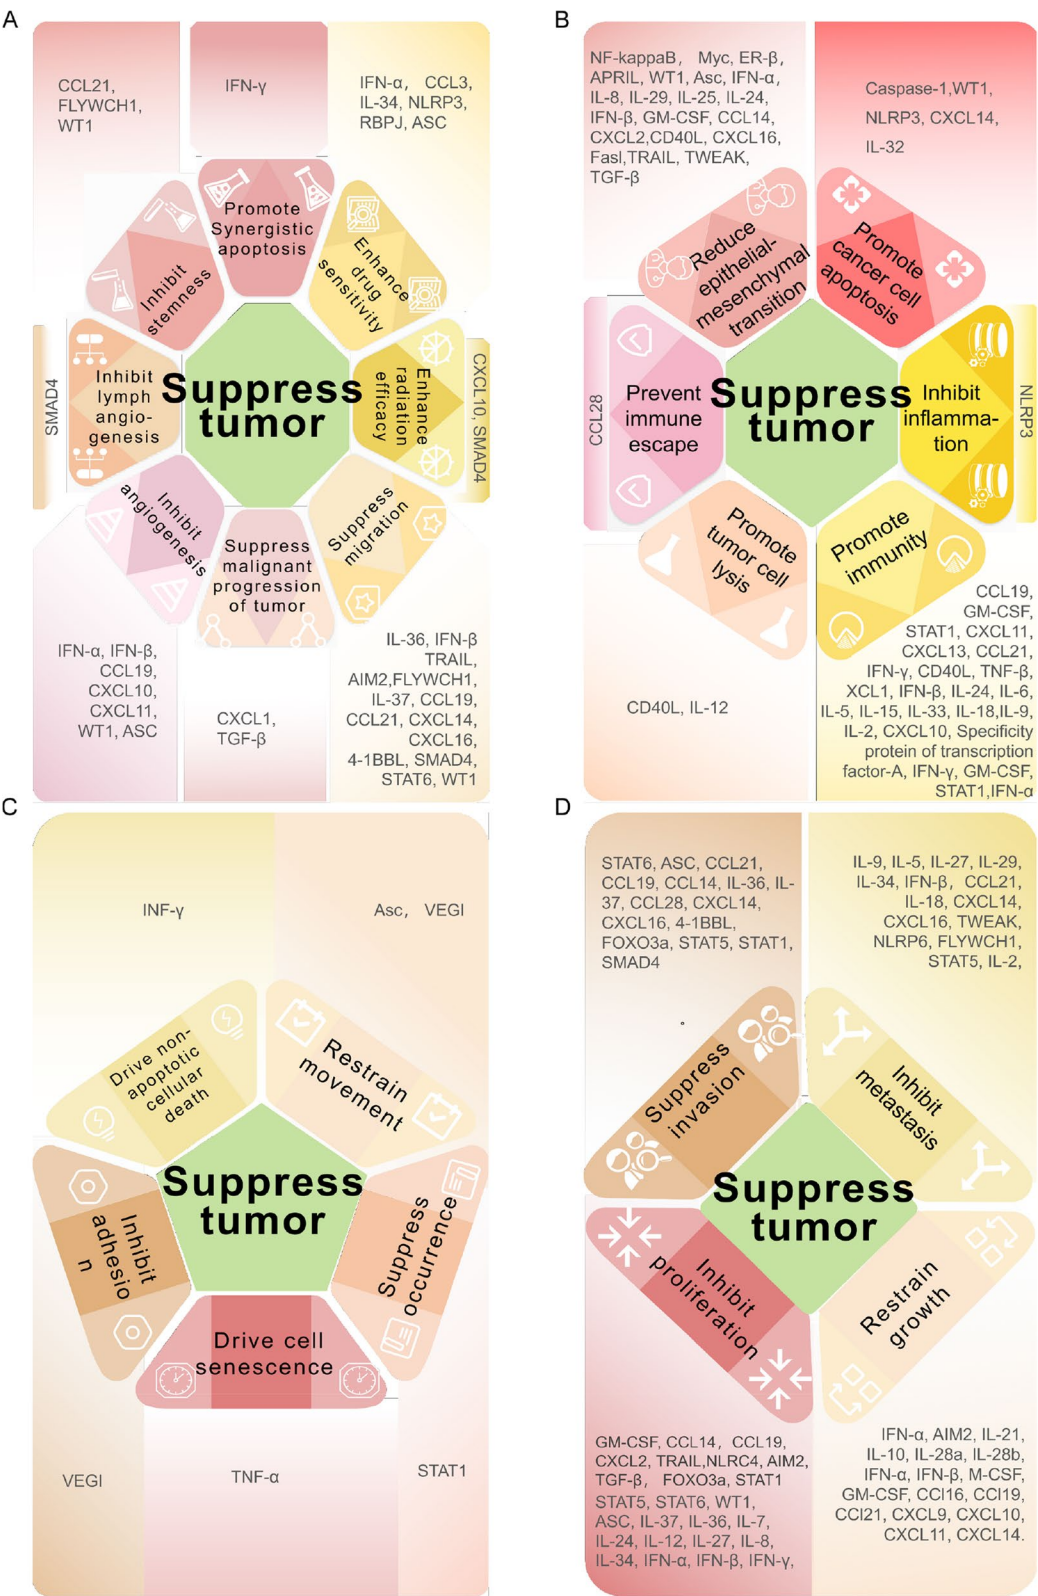 A
CCL21,
FLYWCH1,
WT1
IFN-γ
IFN-α, CCL3,
IL-34, NLRP3,
RBPJ, ASC
Inhibit
stemness
Promote
Synergistic
apoptosis
Enhance
drug
sensitivity
SMAD4
Inhibit
lymph
angio-
genesis
Suppress
tumor
Enhance
radiation
efficacy
CXCL10, SMAD4
Inhibit
angiogenesis
Suppress
malignant
progression
of tumor
Suppress
migration
IFN-α, IFN-β,
CCL19,
CXCL10,
CXCL11,
WT1, ASC
CXCL1,
TGF-β
IL-36, IFN-β
TRAIL,
AIM2,FLYWCH1,
IL-37, CCL19,
CCL21, CXCL14,
CXCL16,
4-1BBL, SMAD4,
STAT6, WT1
B
NF-kappaB, Myc, ER-β,
APRIL, WT1, Asc, IFN-α,
IL-8, IL-29, IL-25, IL-24,
IFN-β, GM-CSF, CCL14,
CXCL2,CD40L, CXCL16,
Fasl,TRAIL, TWEAK,
TGF-β
Caspase-1,WT1,
NLRP3, CXCL14,
IL-32
Reduce
epithelial-
mesenchymal
transition
Promote
cancer cell
apoptosis
CCL28
Prevent
immune
escape
Suppress
tumor
Inhibit
inflamma-
tion
NLRP3
Promote
tumor cell
lysis
Promote
immunity
CD40L, IL-12
CCL19,
GM-CSF,
STAT1, CXCL11,
CXCL13, CCL21,
IFN-γ, CD40L, TNF-β,
XCL1, IFN-β, IL-24, IL-6,
IL-5, IL-15, IL-33, IL-18,IL-9,
IL-2, CXCL10, Specificity
protein of transcription
factor-A, IFN-γ, GM-CSF,
STAT1,IFN-α
C
INF-γ
Asc, VEGI
Drive non-
apoptotic
cellular
death
Restrain
movement
Suppress
tumor
Inhibit
adhesio
n
Suppress
occurrence
Drive cell
senescence
VEGI
TNF-α
STAT1
D
STAT6, ASC, CCL21,
CCL19, CCL14, IL-36, IL-
37, CCL28, CXCL14,
CXCL16, 4-1BBL,
FOXO3a, STAT5, STAT1,
SMAD4
IL-9, IL-5, IL-27, IL-29,
IL-34, IFN-β, CCL21,
IL-18, CXCL14,
CXCL16, TWEAK,
NLRP6, FLYWCH1,
STAT5, IL-2,
Suppress
invasion
Inhibit
metastasis
Suppress
tumor
Inhibit
proliferation
Restrain
growth
GM-CSF, CCL14, CCL19,
CXCL2, TRAIL,NLRC4, AIM2,
TGF-β, FOXO3a, STAT1
STAT5, STAT6, WT1,
ASC, IL-37, IL-36, IL-7,
IL-24, IL-12, IL-27, IL-8,
IL-34, IFN-α, IFN-β, IFN-γ,
IFN-α, AIM2, IL-21,
IL-10, IL-28a, IL-28b,
IFN-α, IFN-β, M-CSF,
GM-CSF, CCl16, CCl19,
CCl21, CXCL9, CXCL10,
CXCL11, CXCL14.